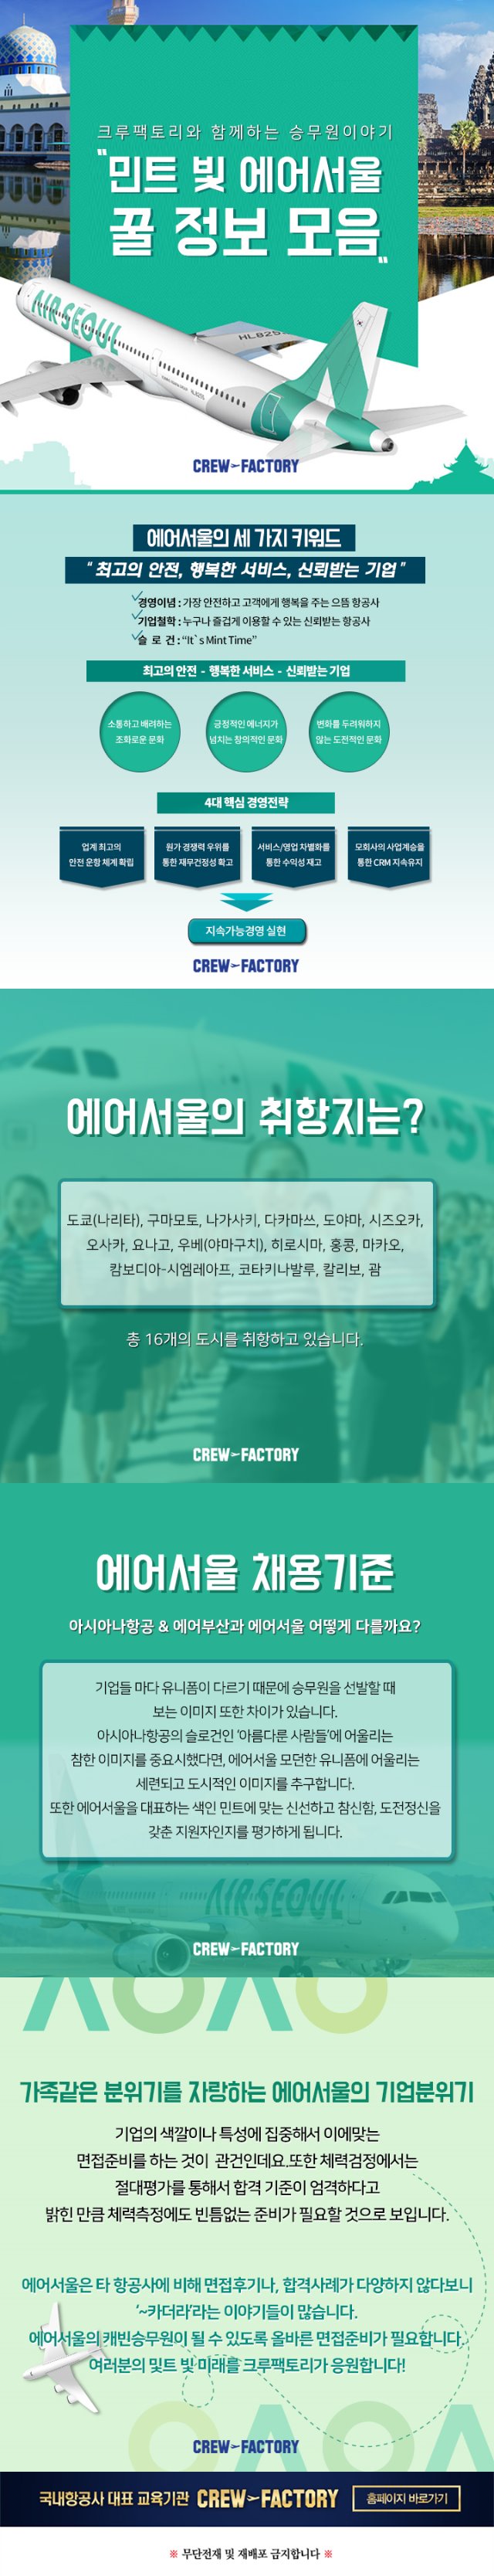 크루팩토리와 함께하는 승무원이야기
"민트 빛 에어서울
꿀 정보 모음"
AIR SEOUL
HL825
CREW FACTORY
에어서울의 세 가지 키워드
" 최고의 안전, 행복한 서비스, 신뢰받는 기업 "
경영이념 : 가장 안전하고 고객에게 행복을 주는 으뜸 항공사
기업철학 : 누구나 즐겁게 이용할 수 있는 신뢰받는 항공사
슬 로 건 : “It`s Mint Time”
최고의 안전 - 행복한 서비스 - 신뢰받는 기업
소통하고 배려하는
조화로운 문화
긍정적인 에너지가
넘치는 창의적인 문화
변화를 두려워하지
않는 도전적인 문화
4대 핵심 경영전략
업계 최고의
안전 운항 체계 확립
원가 경쟁력 우위를
통한 재무건정성 확고
서비스/영업 차별화를
통한 수익성 재고
모회사의 사업계승을
통한 CRM 지속유지
지속가능경영 실현
CREW FACTORY
에어서울의 취항지는?
도쿄(나리타), 구마모토, 나가사키, 다카마쓰, 도야마, 시즈오카,
오사카, 요나고, 우베(야마구치), 히로시마, 홍콩, 마카오,
캄보디아-시엠레아프, 코타키나발루, 칼리보, 괌
총 16개의 도시를 취항하고 있습니다.
CREW FACTORY
에어서울 채용기준
아시아나항공 & 에어부산과 에어서울 어떻게 다를까요?
기업들 마다 유니폼이 다르기 때문에 승무원을 선발할 때
보는 이미지 또한 차이가 있습니다.
아시아나항공의 슬로건인 ‘아름다운 사람들’에 어울리는
참한 이미지를 중요시했다면, 에어서울 모던한 유니폼에 어울리는
세련되고 도시적인 이미지를 추구합니다.
또한 에어서울을 대표하는 색인 민트에 맞는 신선하고 참신함, 도전정신을
갖춘 지원자인지를 평가하게 됩니다.
AIR SEOUL
CREW FACTORY
가족같은 분위기를 자랑하는 에어서울의 기업분위기
기업의 색깔이나 특성에 집중해서 이에맞는
면접준비를 하는 것이 관건인데요.또한 체력검정에서는
절대평가를 통해서 합격 기준이 엄격하다고
밝힌 만큼 체력측정에도 빈틈없는 준비가 필요할 것으로 보입니다.
에어서울은 타 항공사에 비해 면접후기나, 합격사례가 다양하지 않다보니
‘~카더라’라는 이야기들이 많습니다.
에어서울의 캐빈승무원이 될 수 있도록 올바른 면접준비가 필요합니다.
여러분의 및트 빛 미래를 크루팩토리가 응원합니다!
CREW FACTORY
국내항공사 대표 교육기관 CREW FACTORY 홈페이지 바로가기
※ 무단전재 및 재배포 금지합니다 ※